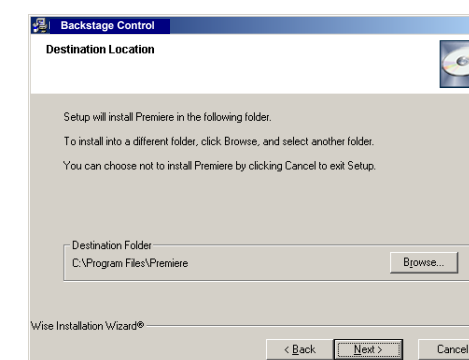 Backstage Control
Destination Location
Setup will install Premiere in the following folder.
To install into a different folder, click Browse, and select another folder.
You can choose not to install Premiere by clicking Cancel to exit Setup.
Destination Folder
C:\Program Files\Premiere
Browse...
Wise Installation Wizard®
< Back Next > Cancel